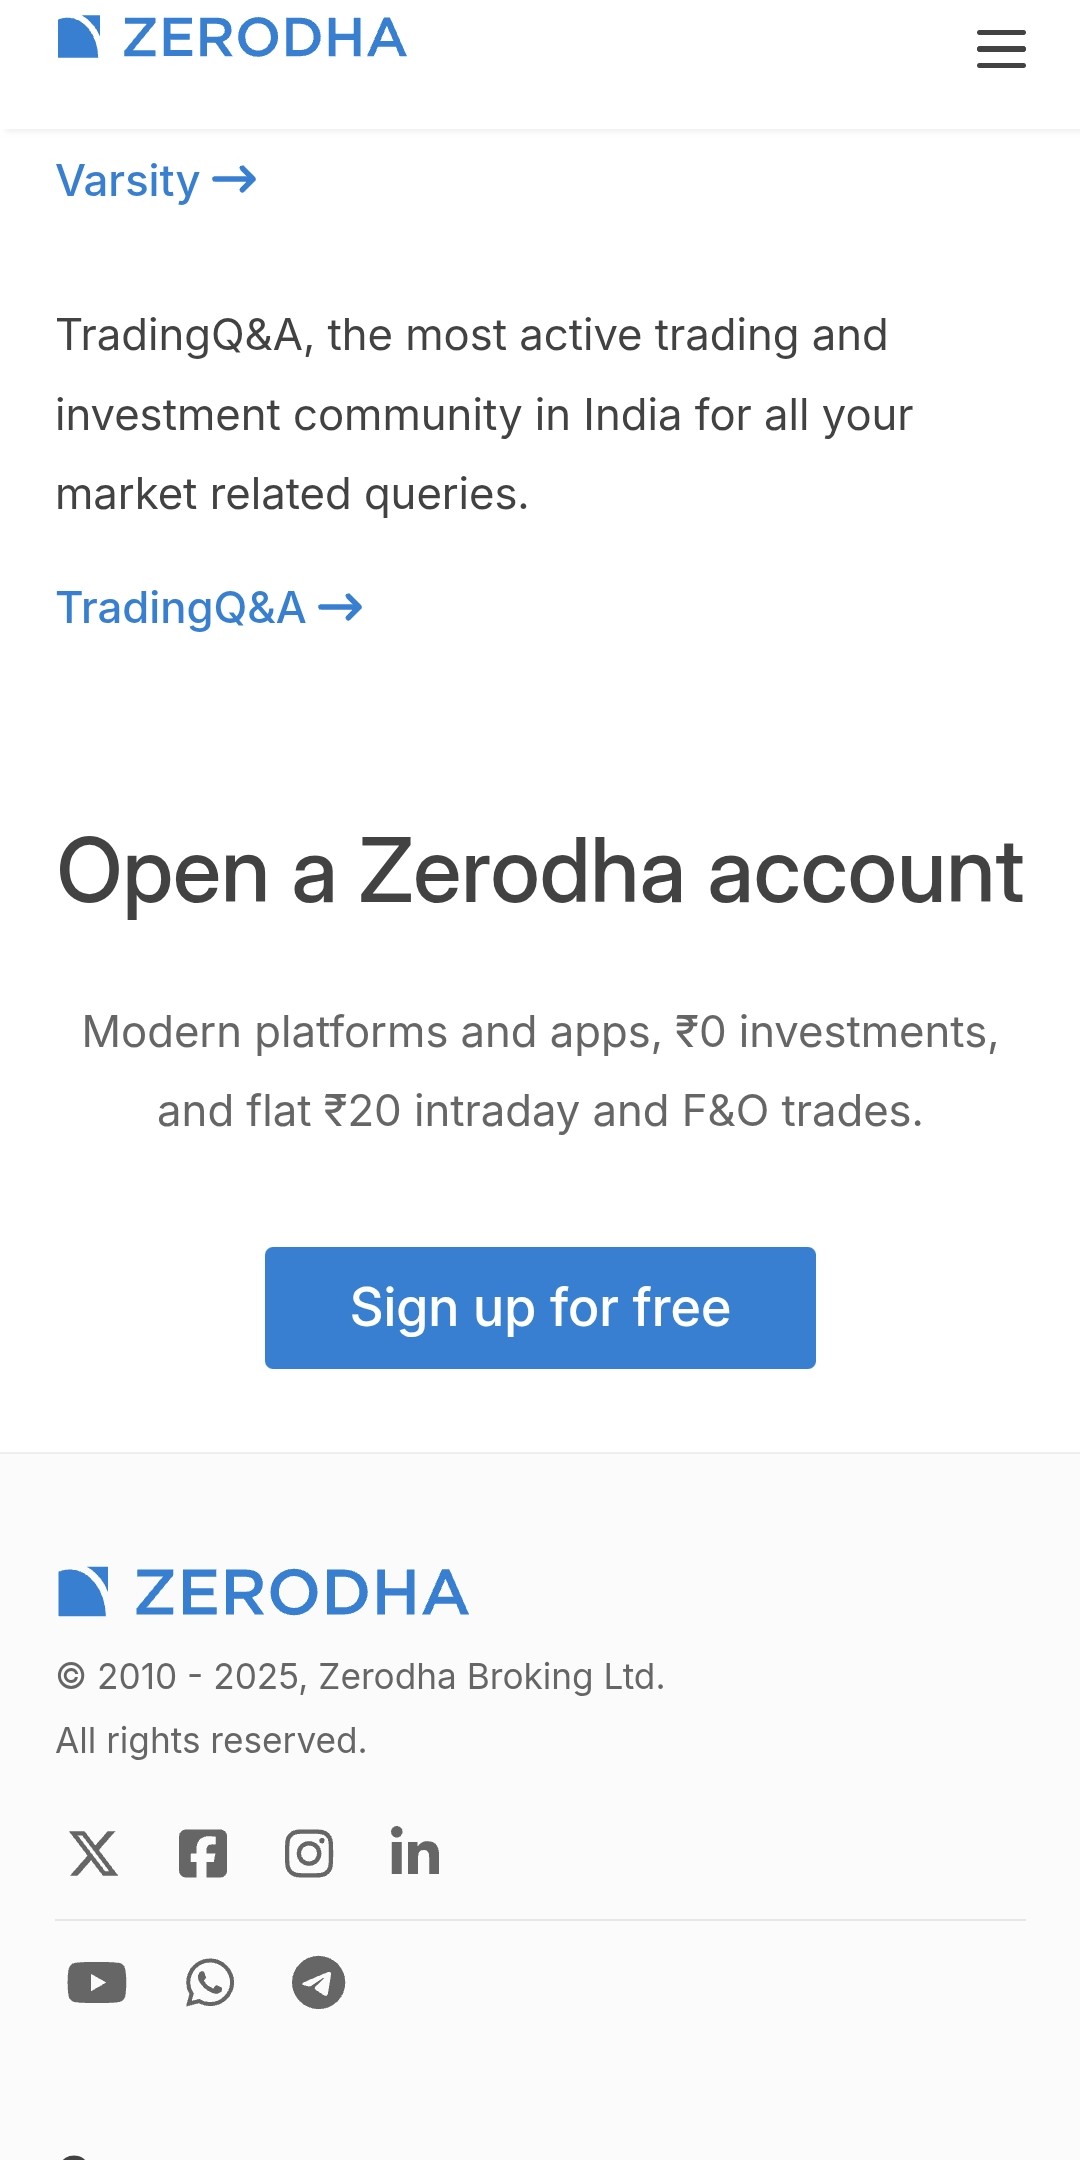 ZERODHA
Varsity →
TradingQ&A, the most active trading and
investment community in India for all your
market related queries.
TradingQ&A →
Open a Zerodha account
Modern platforms and apps, ₹0 investments,
and flat ₹20 intraday and F&O trades.
Sign up for free
ZERODHA
© 2010 - 2025, Zerodha Broking Ltd.
All rights reserved.